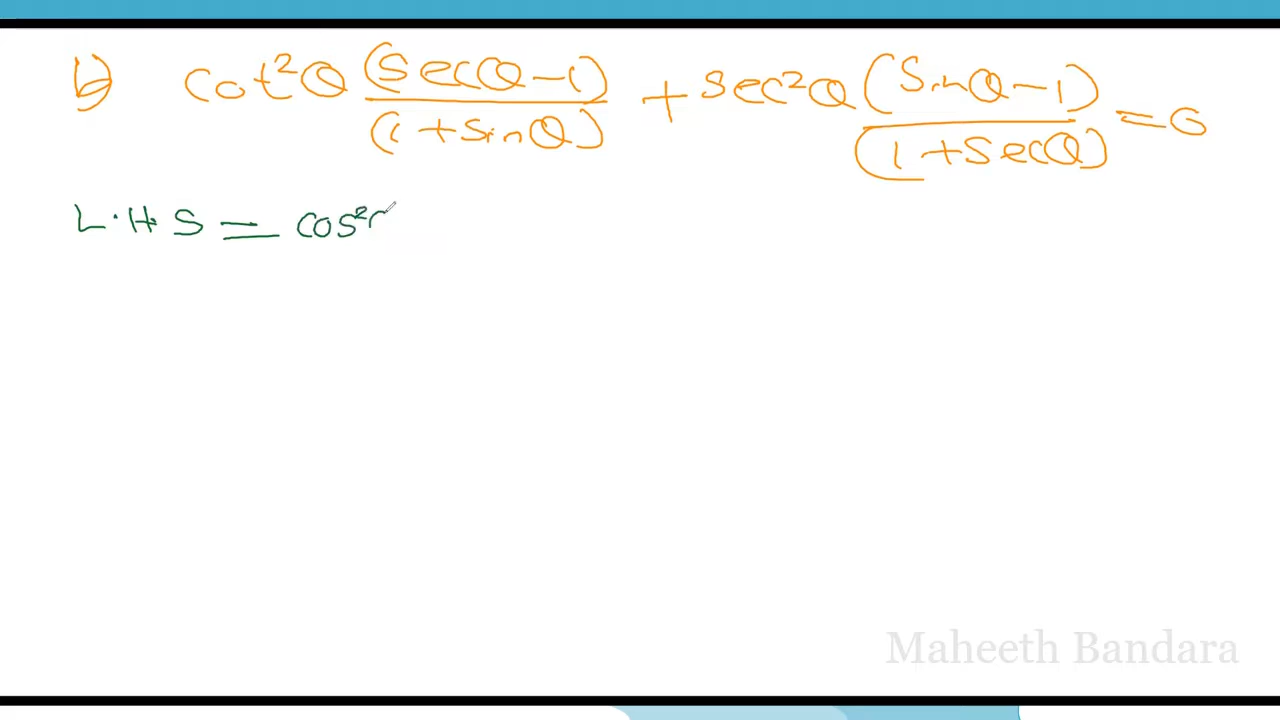 b) cot²θ (secθ-1)/(1+sinθ) + sec²θ (sinθ-1)/(1+secθ) = 0
L.H.S = cos²
Maheeth Bandara